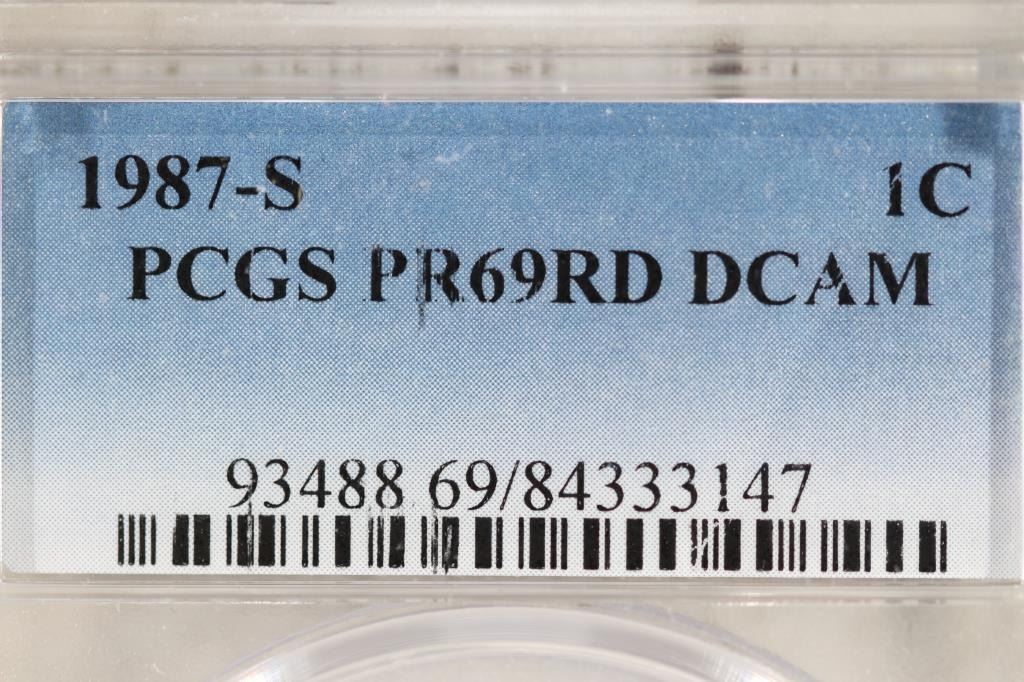 1987-S 1C
PCGS PR69RD DCAM
93488 69/84333147